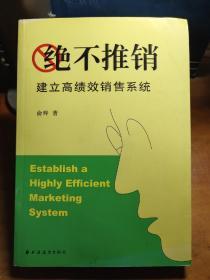 绝不推销
建立高绩效销售系统
俞晔 著
Establish a
Highly Efficient
Marketing
System